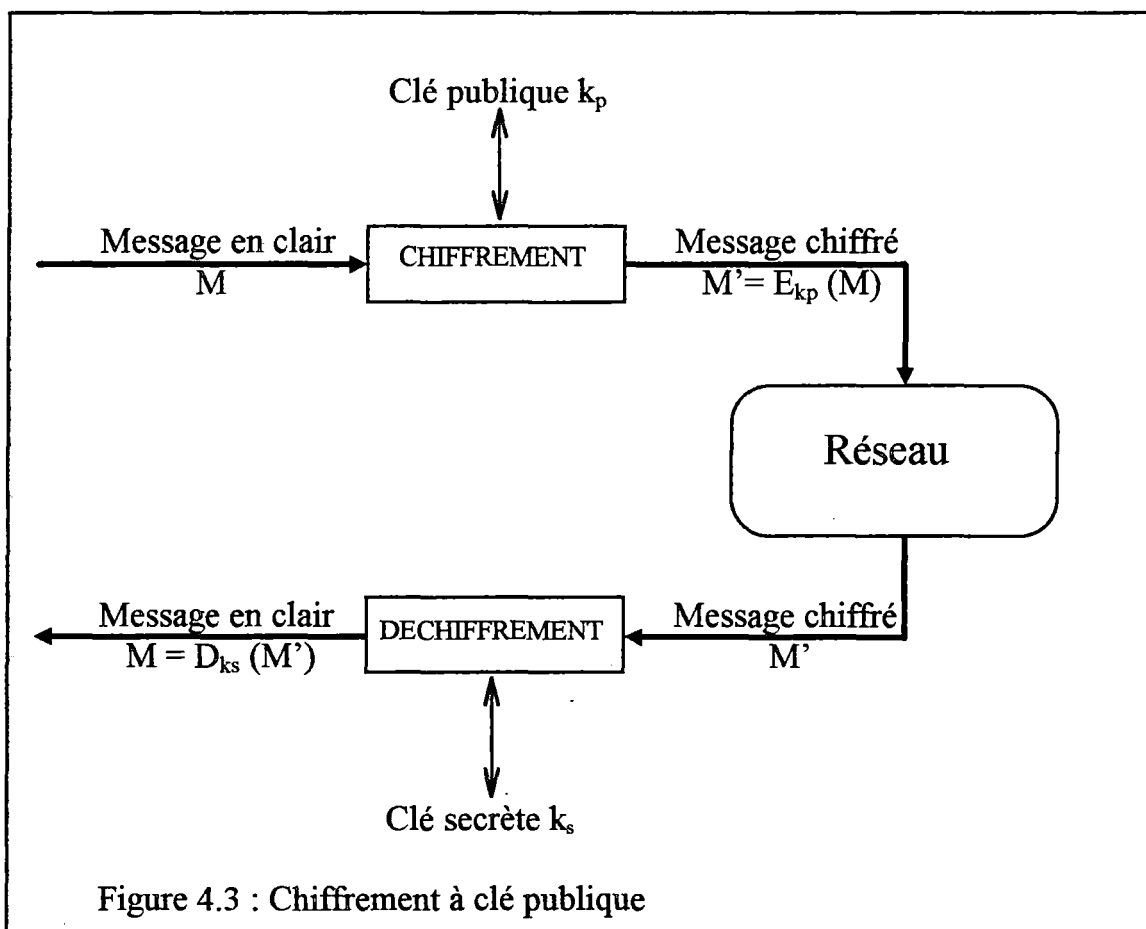 Clé publique kp
Message en clair
M
CHIFFREMENT
Message chiffré
M’= Ekp (M)
Réseau
Message en clair
M = Dks (M’)
DECHIFFREMENT
Message chiffré
M’
Clé secrète ks
Figure 4.3 : Chiffrement à clé publique